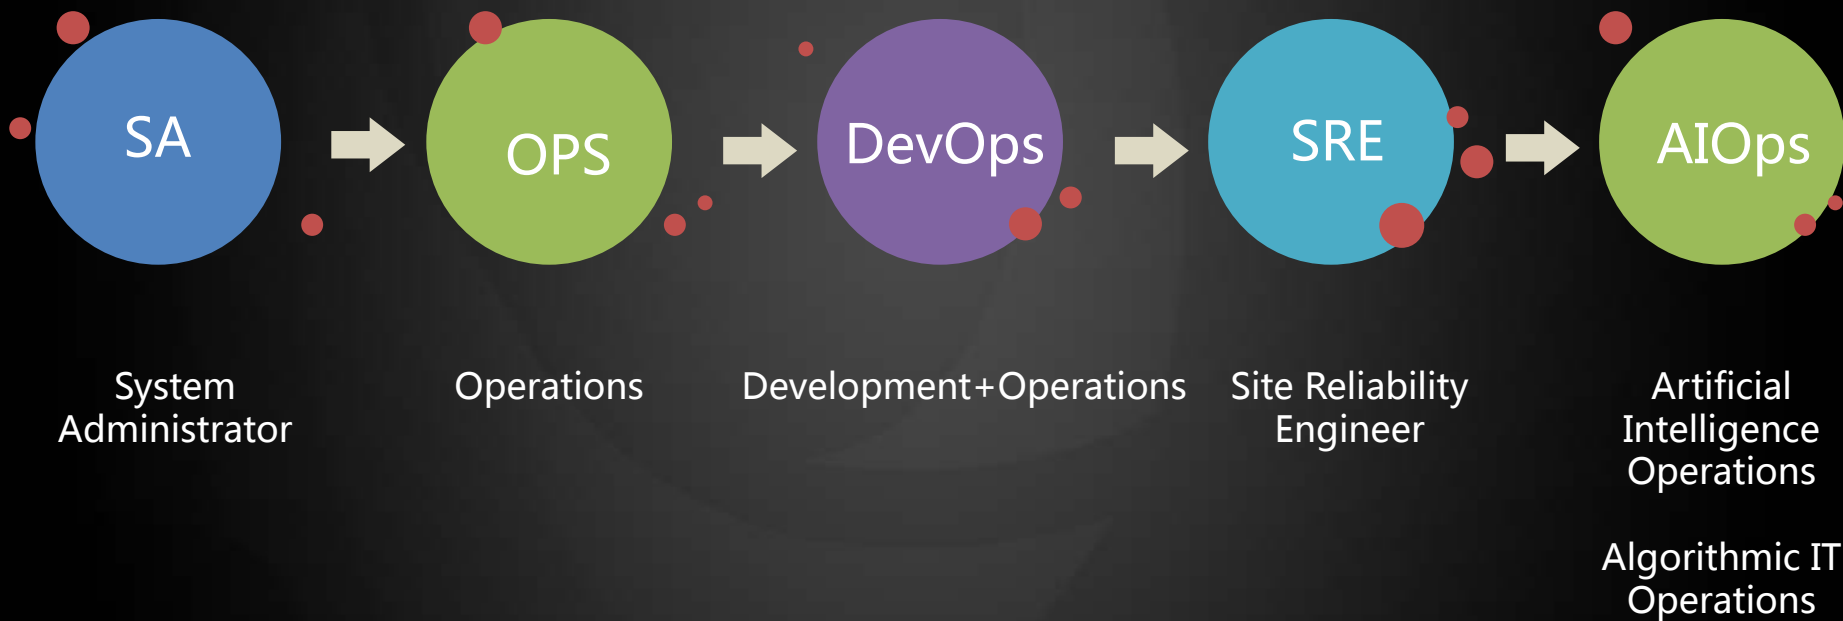 SA
OPS
DevOps
SRE
AIOps
System
Administrator
Operations
Development+Operations
Site Reliability
Engineer
Artificial
Intelligence
Operations
Algorithmic IT
Operations